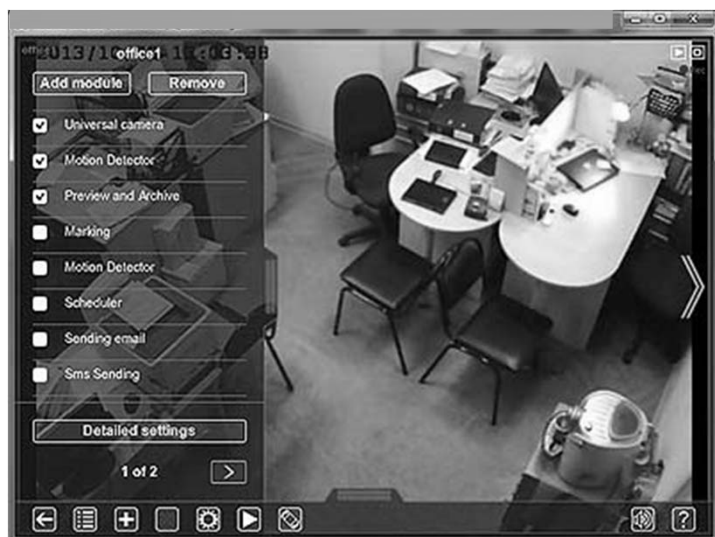 office1
Add module
Remove
Universal camera
Motion Detector
Preview and Archive
Marking
Motion Detector
Scheduler
Sending email
Sms Sending
Detailed settings
1 of 2
?